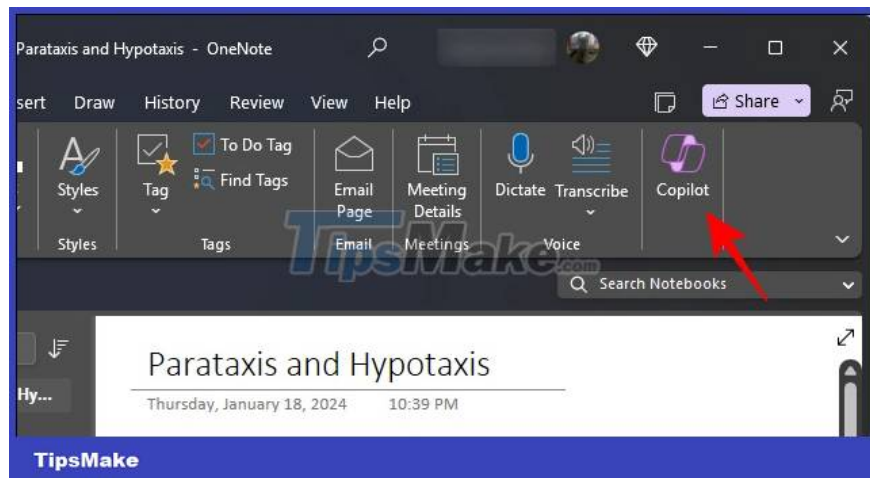 Parataxis and Hypotaxis - OneNote
sert Draw History Review View Help Share
To Do Tag
Find Tags
Styles Tag Email Page Meeting Details Dictate Transcribe Copilot
Styles Tags Email Meetings Voice
TipsMake.com
Search Notebooks
Parataxis and Hypotaxis
Hy...
Thursday, January 18, 2024 10:39 PM
TipsMake